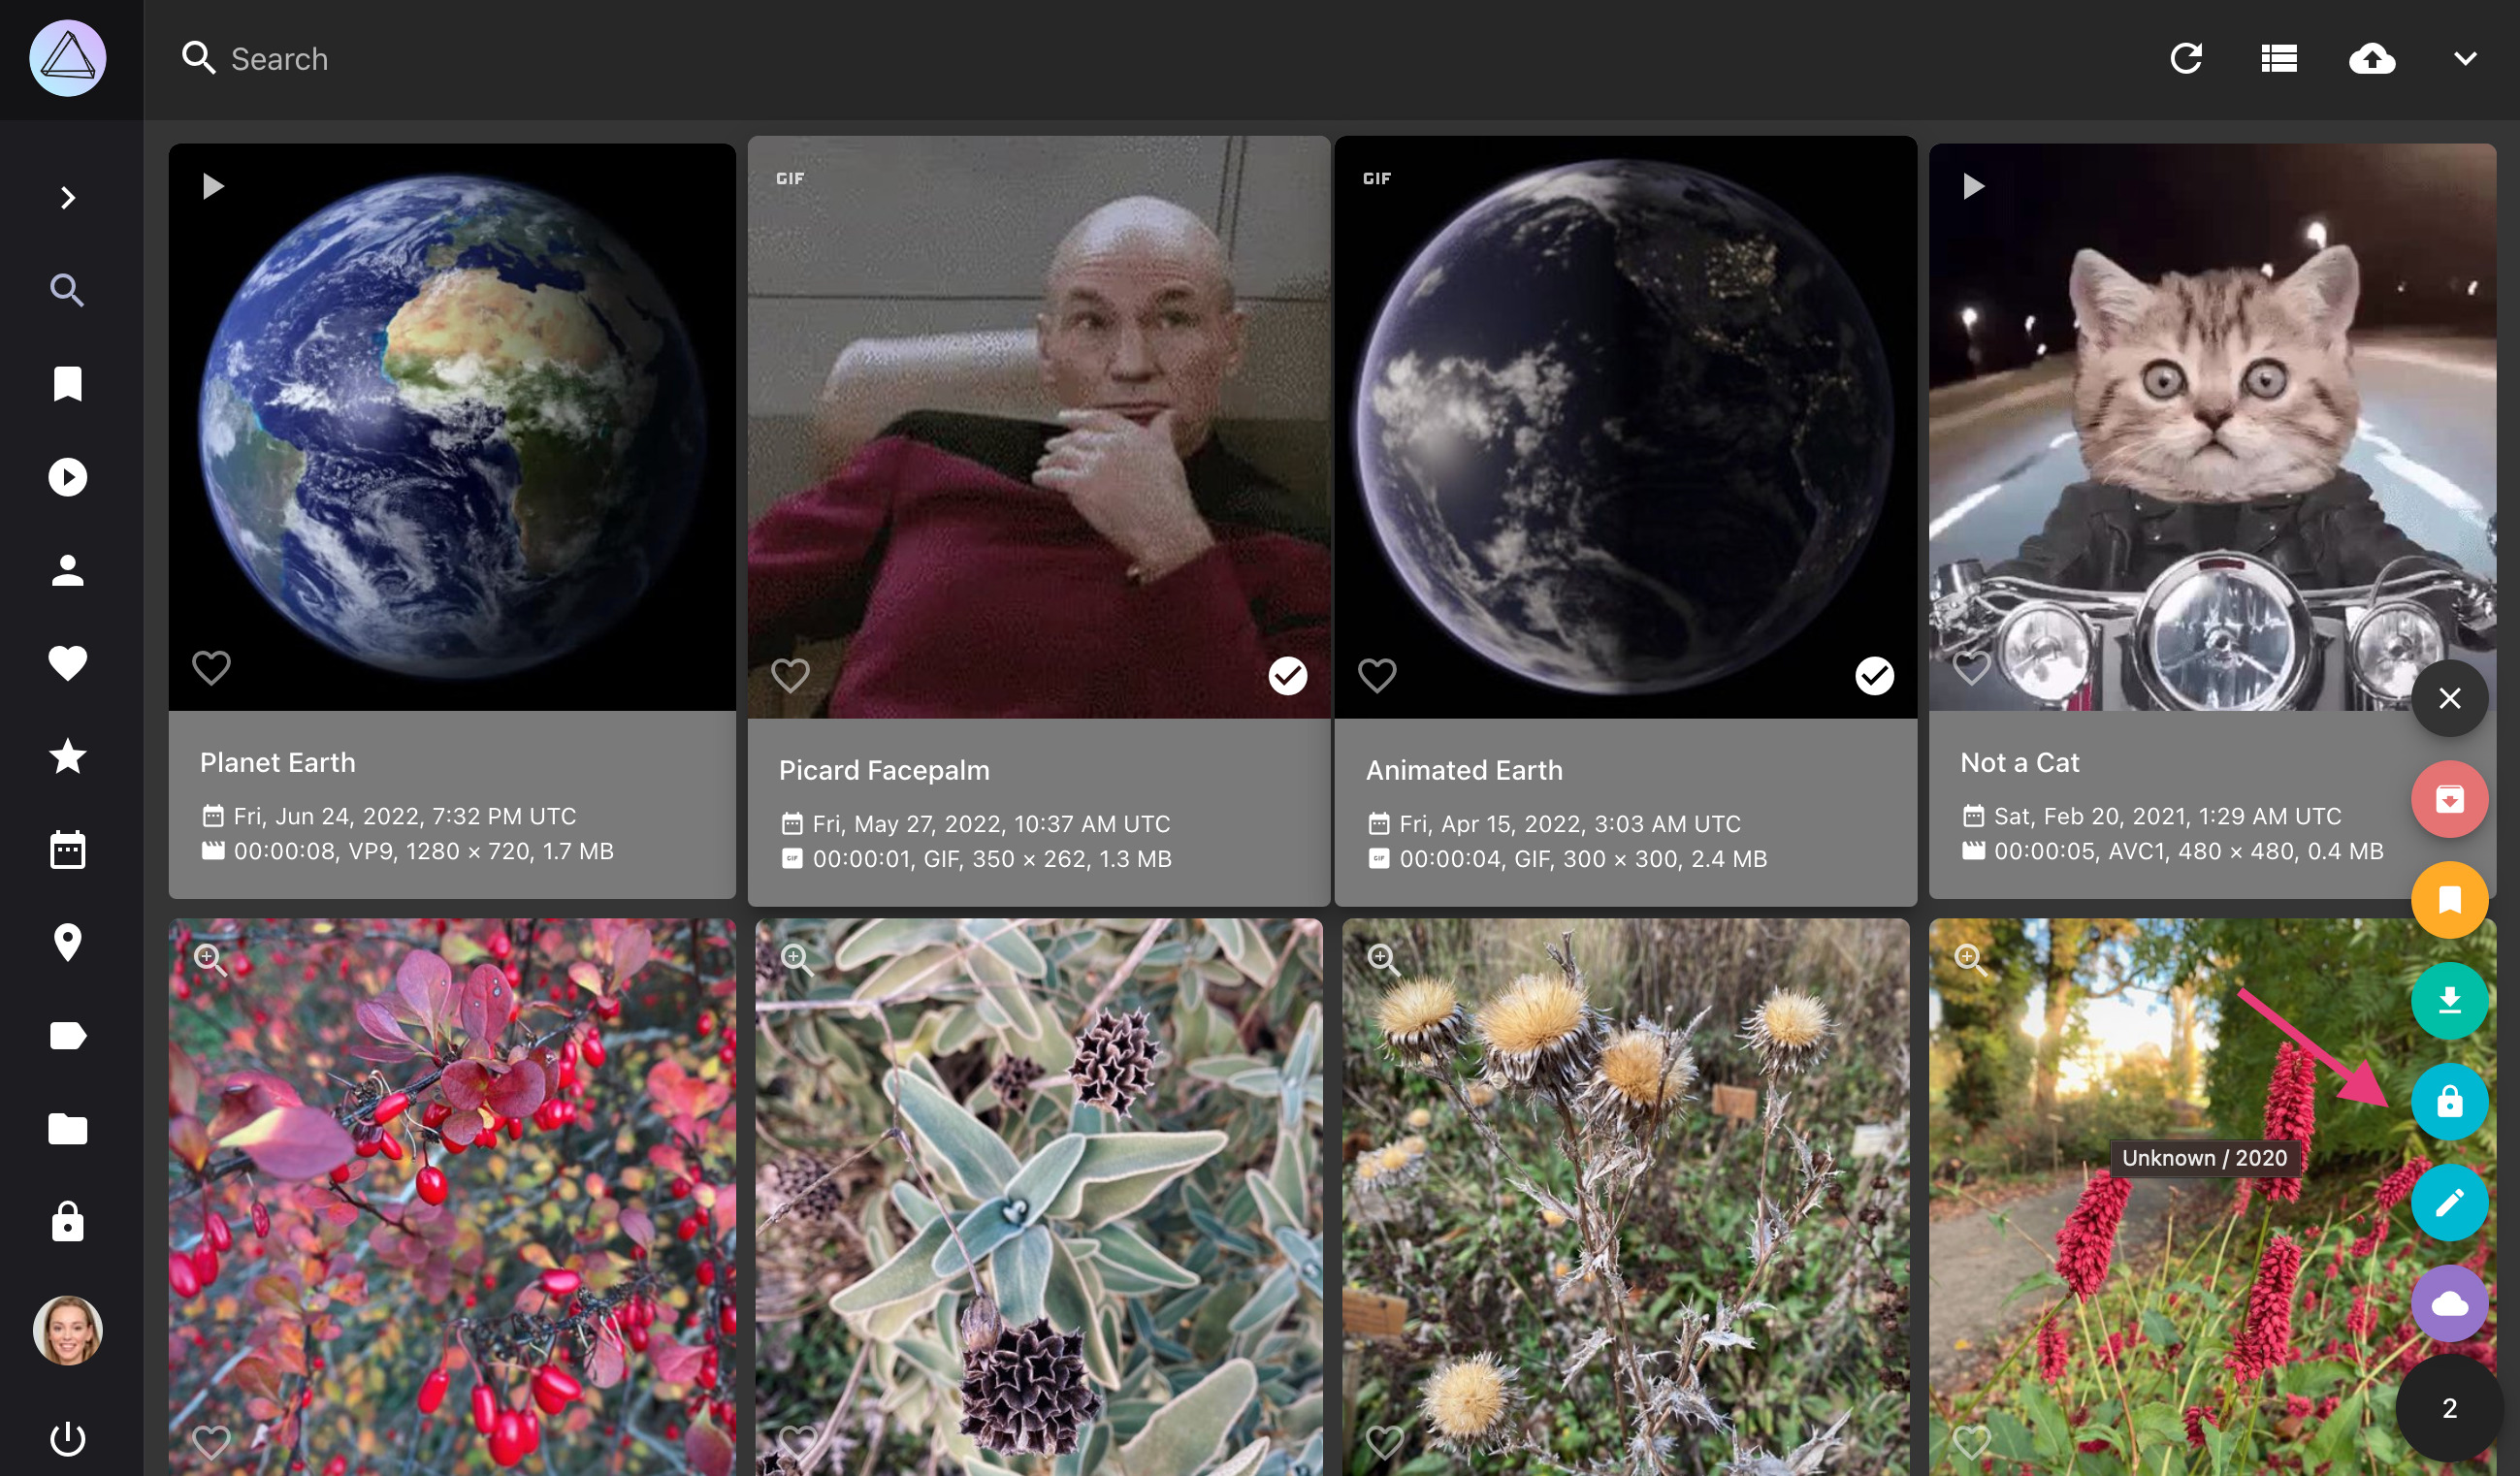 Search
GIF
GIF
Planet Earth
Fri, Jun 24, 2022, 7:32 PM UTC
00:00:08, VP9, 1280 × 720, 1.7 MB
Picard Facepalm
Fri, May 27, 2022, 10:37 AM UTC
GIF
00:00:01, GIF, 350 × 262, 1.3 MB
Animated Earth
Fri, Apr 15, 2022, 3:03 AM UTC
GIF
00:00:04, GIF, 300 × 300, 2.4 MB
Not a Cat
Sat, Feb 20, 2021, 1:29 AM UTC
00:00:05, AVC1, 480 × 480, 0.4 MB
Unknown / 2020
2